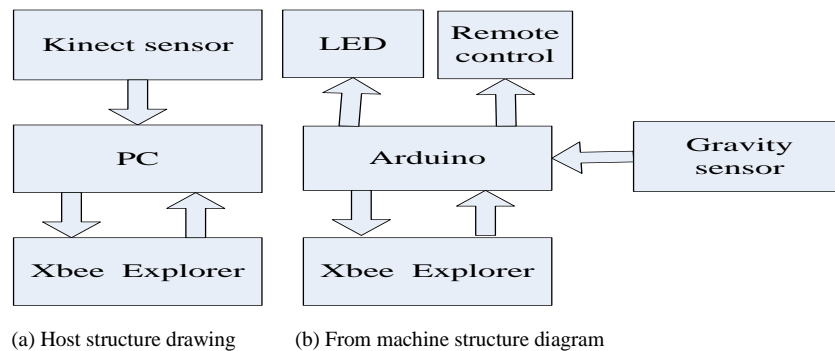 Kinect sensor
PC
Xbee Explorer
(a) Host structure drawing
LED
Remote
control
Arduino
Gravity
sensor
Xbee Explorer
(b) From machine structure diagram